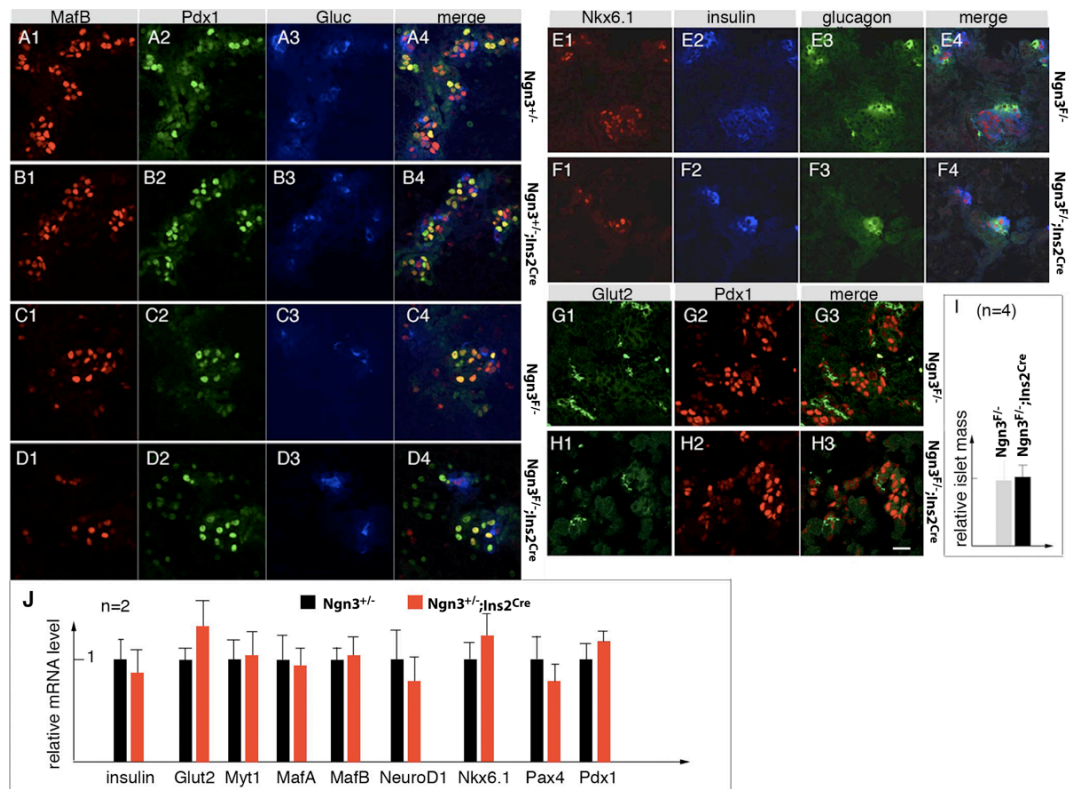 MafB Pdx1 Gluc merge
A1 A2 A3 A4
Ngn3+/-
B1 B2 B3 B4
Ngn3+/-;Ins2Cre
C1 C2 C3 C4
Ngn3F/-
D1 D2 D3 D4
Ngn3F/-;Ins2Cre
Nkx6.1 insulin glucagon merge
E1 E2 E3 E4
Ngn3F/-
F1 F2 F3 F4
Ngn3F/-;Ins2Cre
Glut2 Pdx1 merge
G1 G2 G3
Ngn3F/-
H1 H2 H3
Ngn3F/-;Ins2Cre
I (n=4)
relative islet mass
Ngn3F/-
Ngn3F/-;Ins2Cre
J
n=2
Ngn3+/- Ngn3+/-;Ins2Cre
relative mRNA level
1
insulin Glut2 Myt1 MafA MafB NeuroD1 Nkx6.1 Pax4 Pdx1